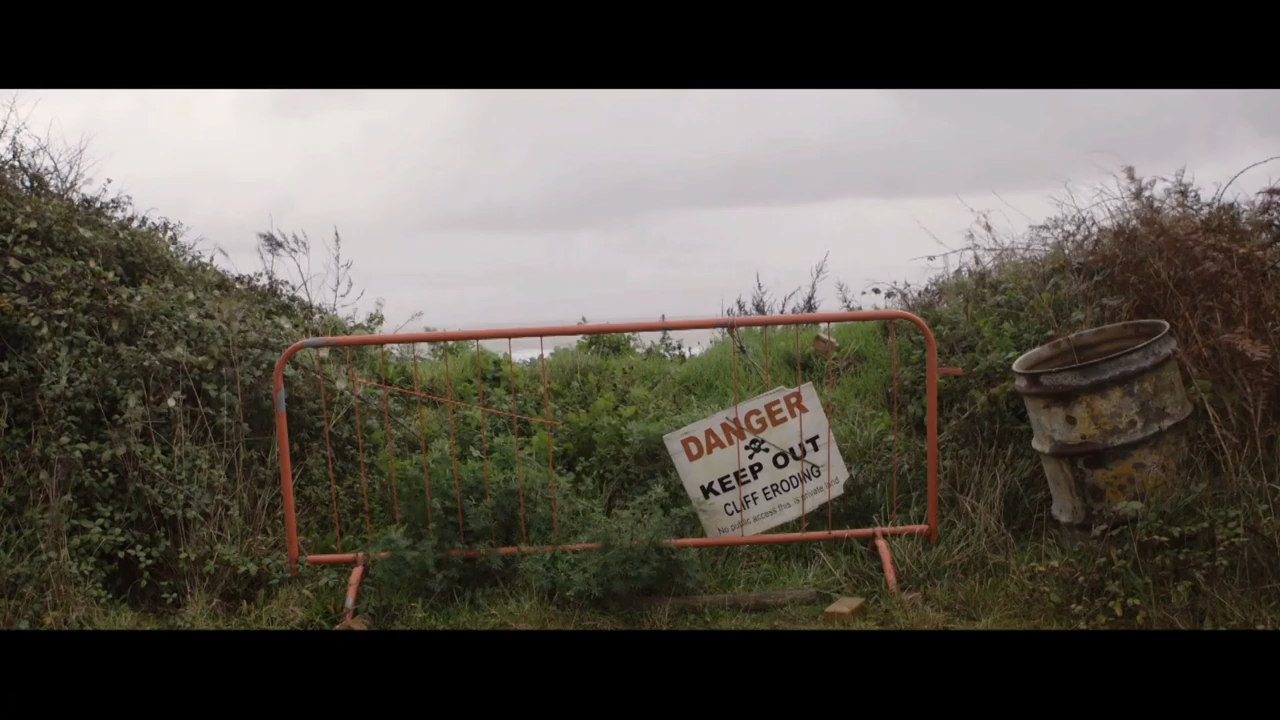 DANGER
KEEP OUT
CLIFF ERODING
No public access this is private land